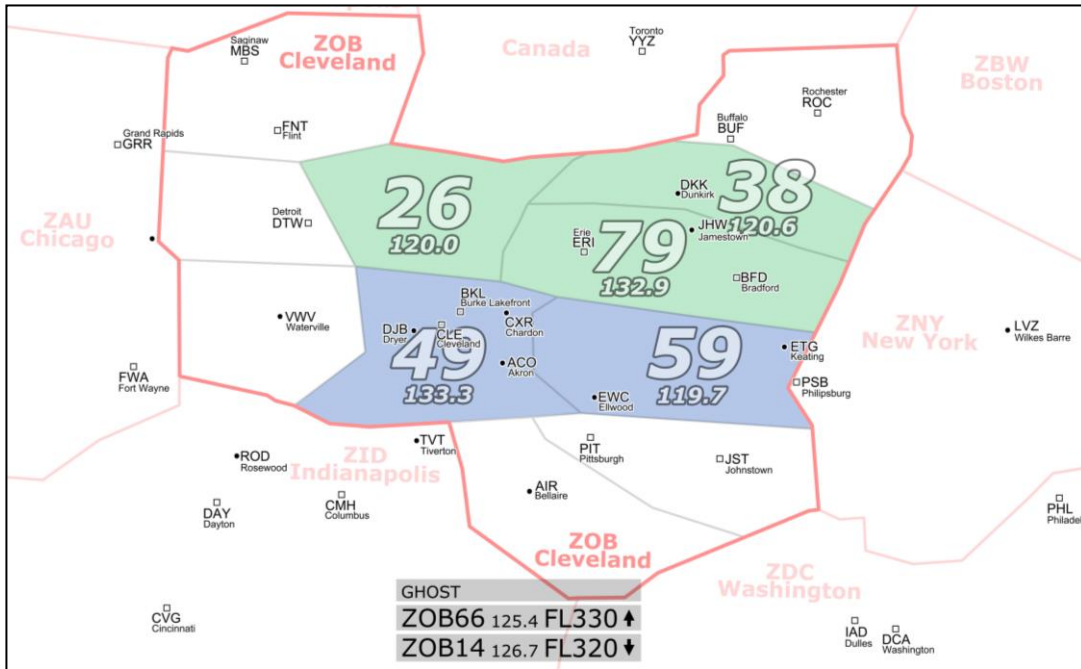 Saginaw
MBS
ZOB
Cleveland
Canada
Toronto
YYZ
ZBW
Boston
Rochester
ROC
Buffalo
BUF
FNT
Flint
Grand Rapids
GRR
26
120.0
38
120.6
DKK
Dunkirk
JHW
Jamestown
Detroit
DTW
Erie
ERI
79
132.9
BFD
Bradford
ZAU
Chicago
VWV
Waterville
BKL
Burke Lakefront
CXR
Chardon
DJB
Dryer
CLE
Cleveland
49
133.3
ACO
Akron
59
119.7
ETG
Keating
ZNY
New York
LVZ
Wilkes Barre
PSB
Philipsburg
FWA
Fort Wayne
EWC
Ellwood
TVT
Tiverton
PIT
Pittsburgh
JST
Johnstown
ROD
Rosewood
ZID
Indianapolis
AIR
Bellaire
DAY
Dayton
CMH
Columbus
PHL
Philadel
ZOB
Cleveland
ZDC
Washington
GHOST
ZOB66 125.4 FL330 ↑
ZOB14 126.7 FL320 ↓
CVG
Cincinnati
IAD
Dulles
DCA
Washington